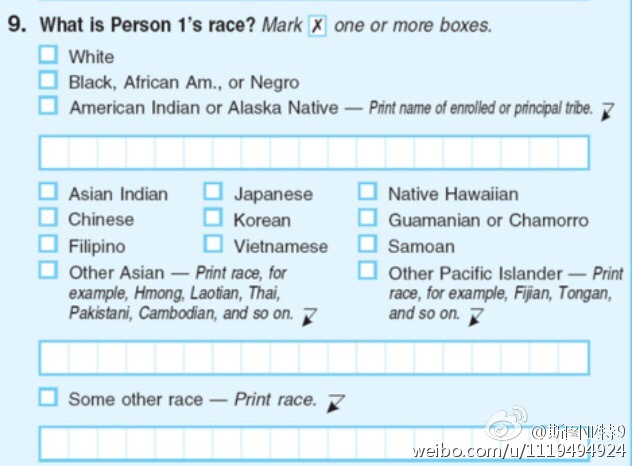 9. What is Person 1's race? Mark X one or more boxes.
White
Black, African Am., or Negro
American Indian or Alaska Native — Print name of enrolled or principal tribe.
Asian Indian
Japanese
Native Hawaiian
Chinese
Korean
Guamanian or Chamorro
Filipino
Vietnamese
Samoan
Other Asian — Print race, for
example, Hmong, Laotian, Thai,
Pakistani, Cambodian, and so on.
Other Pacific Islander — Print
race, for example, Fijian, Tongan,
and so on.
Some other race — Print race.
weibo.com/u/1119494924